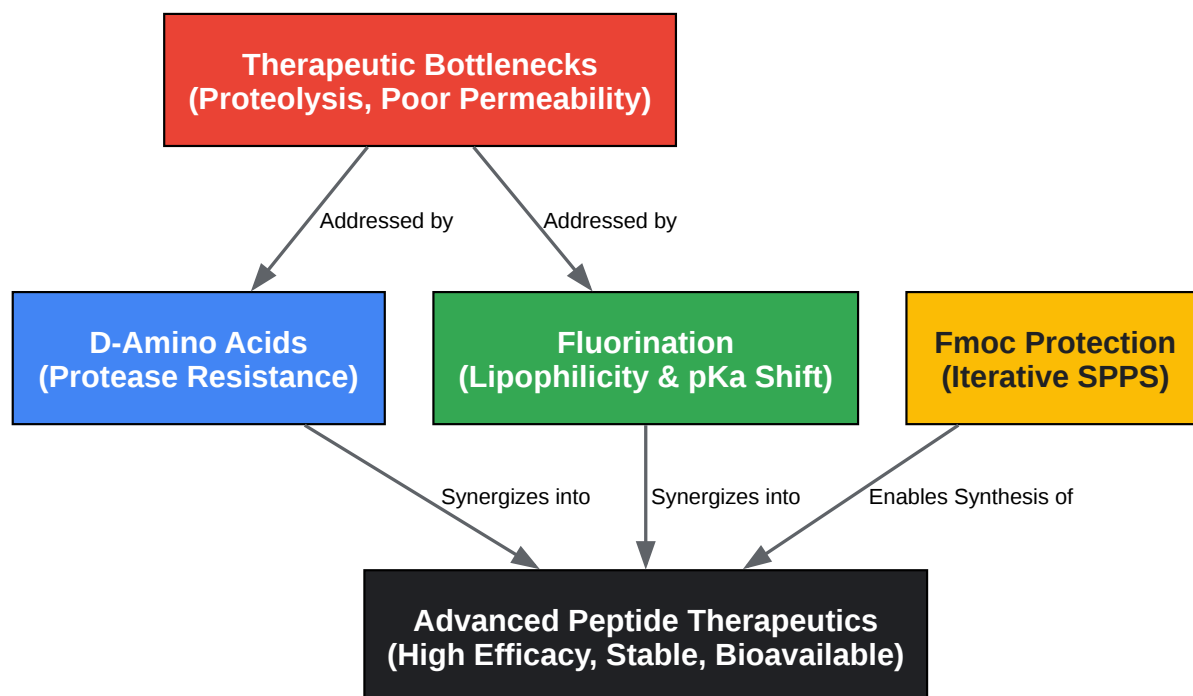 Therapeutic Bottlenecks
(Proteolysis, Poor Permeability)
Addressed by
Addressed by
D-Amino Acids
(Protease Resistance)
Fluorination
(Lipophilicity & pKa Shift)
Fmoc Protection
(Iterative SPPS)
Synergizes into
Synergizes into
Enables Synthesis of
Advanced Peptide Therapeutics
(High Efficacy, Stable, Bioavailable)